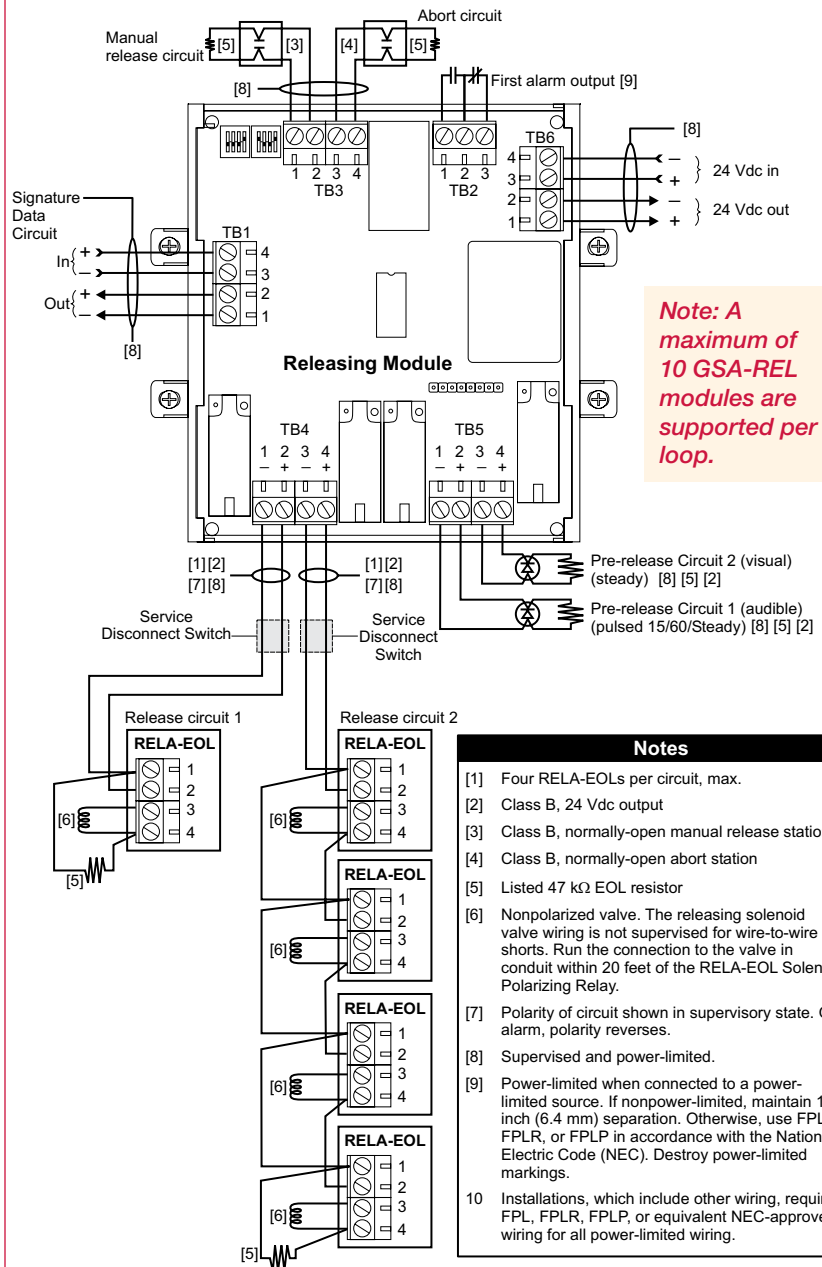 Abort circuit
Manual
release circuit
[5]
[3]
[4]
[5]
[8]
First alarm output [9]
1 2 3 4
TB3
1 2 3
TB2
TB6
4
3
2
1
[8]
−
+
24 Vdc in
−
+
24 Vdc out
Signature
Data
Circuit
In
+
−
Out
+
−
[8]
TB1
4
3
2
1
Releasing Module
Note: A
maximum of
10 GSA-REL
modules are
supported per
loop.
TB4
1 2 3 4
− + − +
TB5
1 2 3 4
− + − +
[1][2]
[7][8]
[1][2]
[7][8]
Pre-release Circuit 2 (visual)
(steady) [8] [5] [2]
Pre-release Circuit 1 (audible)
(pulsed 15/60/Steady) [8] [5] [2]
Service
Disconnect Switch
Service
Disconnect
Switch
Release circuit 1
RELA-EOL
1
2
3
4
[6]
[5]
Release circuit 2
RELA-EOL
1
2
3
4
[6]
RELA-EOL
1
2
3
4
[6]
RELA-EOL
1
2
3
4
[6]
RELA-EOL
1
2
3
4
[6]
[5]
Notes
[1] Four RELA-EOLs per circuit, max.
[2] Class B, 24 Vdc output
[3] Class B, normally-open manual release statio
[4] Class B, normally-open abort station
[5] Listed 47 kΩ EOL resistor
[6] Nonpolarized valve. The releasing solenoid
valve wiring is not supervised for wire-to-wire
shorts. Run the connection to the valve in
conduit within 20 feet of the RELA-EOL Solen
Polarizing Relay.
[7] Polarity of circuit shown in supervisory state.
alarm, polarity reverses.
[8] Supervised and power-limited.
[9] Power-limited when connected to a power-
limited source. If nonpower-limited, maintain 1
inch (6.4 mm) separation. Otherwise, use FPL
FPLR, or FPLP in accordance with the Nation
Electric Code (NEC). Destroy power-limited
markings.
10 Installations, which include other wiring, requir
FPL, FPLR, FPLP, or equivalent NEC-approve
wiring for all power-limited wiring.